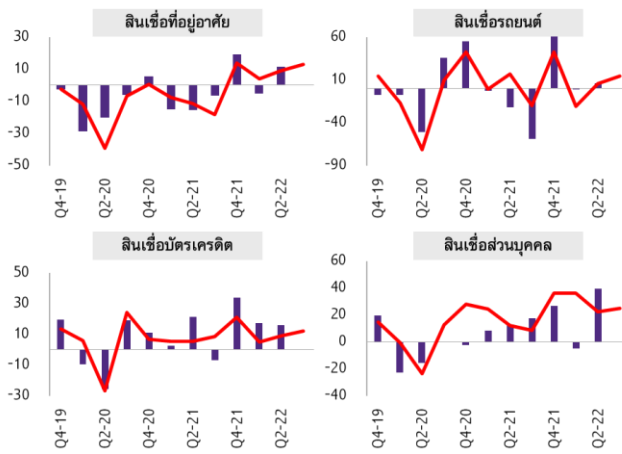 สินเชื่อที่อยู่อาศัย
30
10
-10
-30
-50
Q4-19
Q2-20
Q4-20
Q2-21
Q4-21
Q2-22
สินเชื่อรถยนต์
60
10
-40
-90
Q4-19
Q2-20
Q4-20
Q2-21
Q4-21
Q2-22
สินเชื่อบัตรเครดิต
50
30
10
-10
-30
Q4-19
Q2-20
Q4-20
Q2-21
Q4-21
Q2-22
สินเชื่อส่วนบุคคล
60
40
20
0
-20
-40
Q4-19
Q2-20
Q4-20
Q2-21
Q4-21
Q2-22